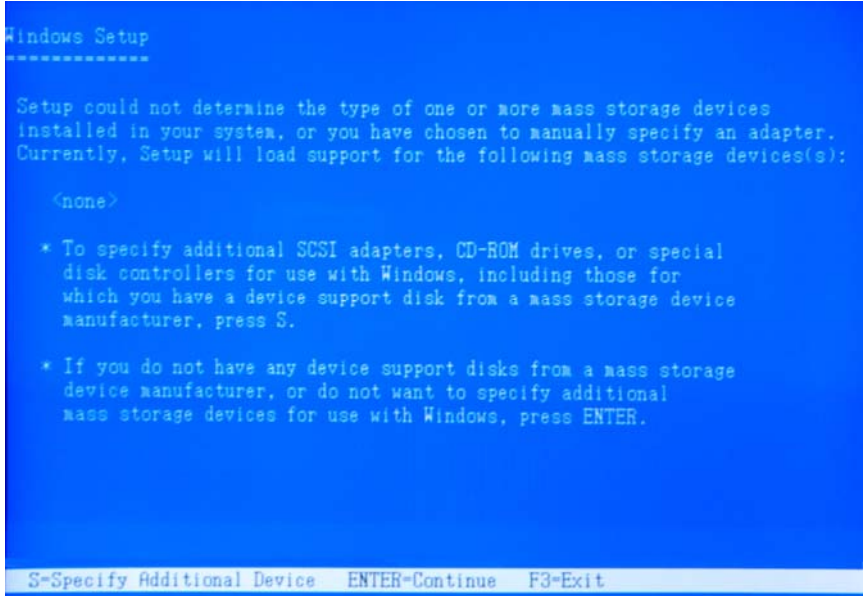 Windows Setup
=============
Setup could not determine the type of one or more mass storage devices
installed in your system, or you have chosen to manually specify an adapter.
Currently, Setup will load support for the following mass storage devices(s):
<none>
* To specify additional SCSI adapters, CD-ROM drives, or special
disk controllers for use with Windows, including those for
which you have a device support disk from a mass storage device
manufacturer, press S.
* If you do not have any device support disks from a mass storage
device manufacturer, or do not want to specify additional
mass storage devices for use with Windows, press ENTER.
S=Specify Additional Device ENTER=Continue F3=Exit